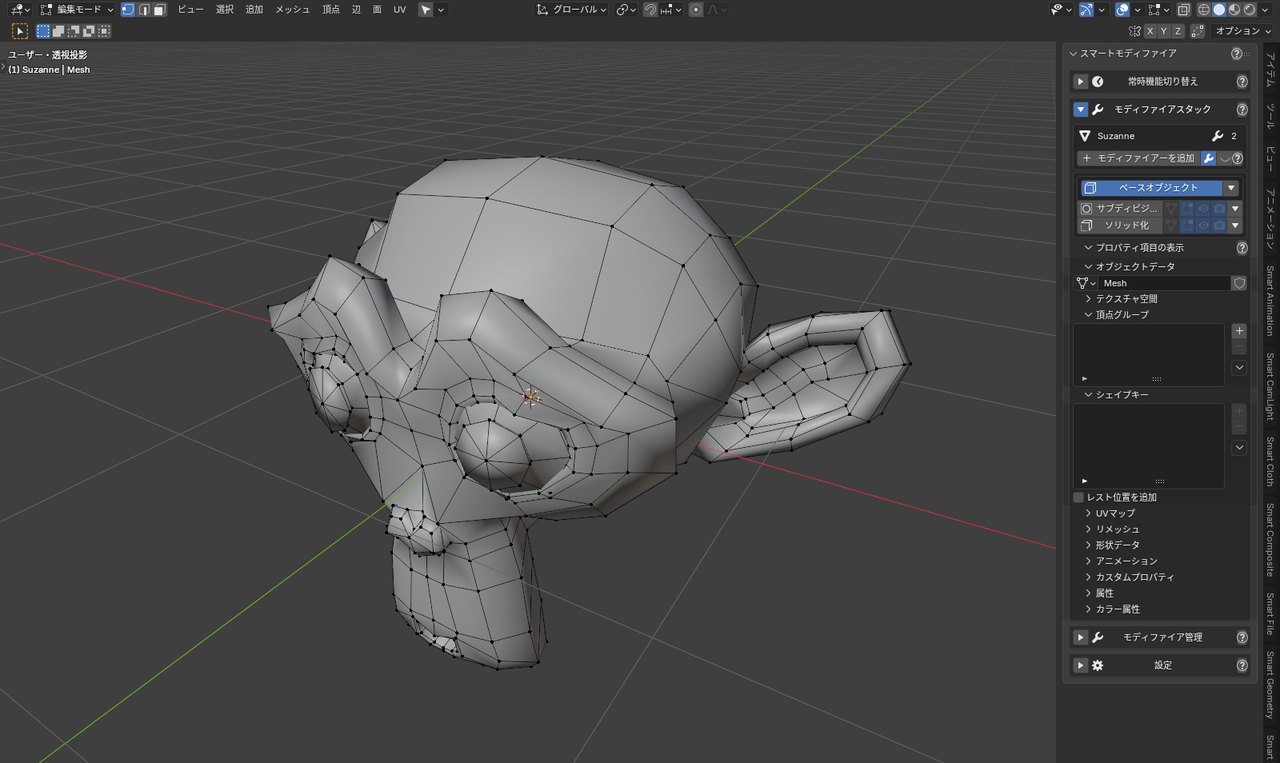 編集モード ビュー 選択 追加 メッシュ 頂点 辺 面 UV グローバル
X Y Z オプション
ユーザー・透視投影
(1) Suzanne | Mesh
スマートモディファイア
常時機能切り替え
モディファイアスタック
Suzanne 2
モディファイアーを追加
ベースオブジェクト
サブディビジ...
ソリッド化
プロパティ項目の表示
オブジェクトデータ
Mesh
テクスチャ空間
頂点グループ
シェイプキー
レスト位置を追加
UVマップ
リメッシュ
形状データ
アニメーション
カスタムプロパティ
属性
カラー属性
モディファイア管理
設定
アイテム
ツール
ビュー
アニメーション
Smart Animation
Smart CamLight
Smart Cloth
Smart Composite
Smart File
Smart Geometry
Smart